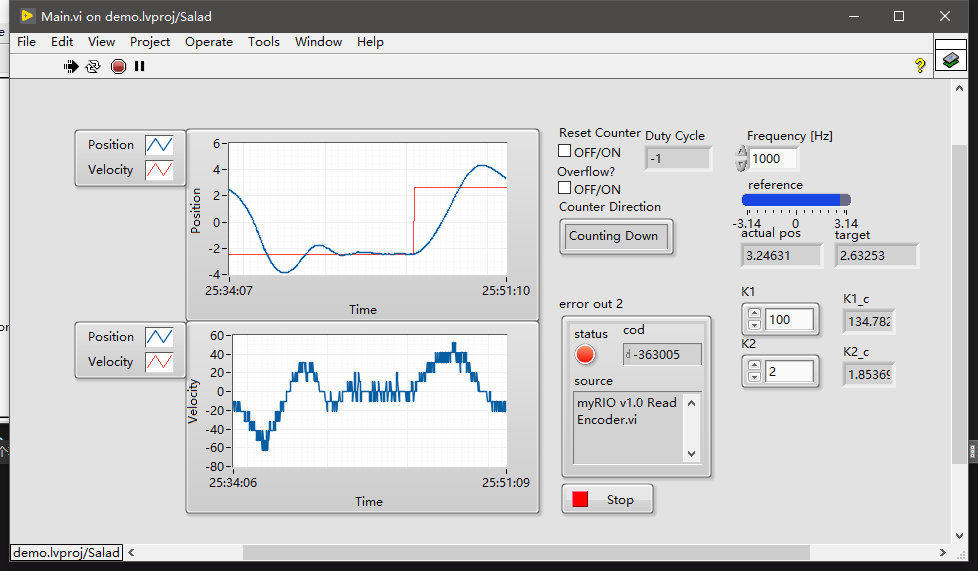 Main.vi on demo.lvproj/Salad
File Edit View Project Operate Tools Window Help
?
Position
Velocity
6
4
2
0
-2
-4
Position
25:34:07
25:51:10
Time
Position
Velocity
60
40
20
0
-20
-40
-60
-80
Velocity
25:34:06
25:51:09
Time
Reset Counter
OFF/ON
Overflow?
OFF/ON
Counter Direction
Counting Down
Duty Cycle
-1
Frequency [Hz]
1000
reference
-3.14 0 3.14
actual pos
3.24631
target
2.63253
K1
100
K1_c
134.782
K2
2
K2_c
1.8536
error out 2
status
cod
d -363005
source
myRIO v1.0 Read
Encoder.vi
Stop
demo.lvproj/Salad